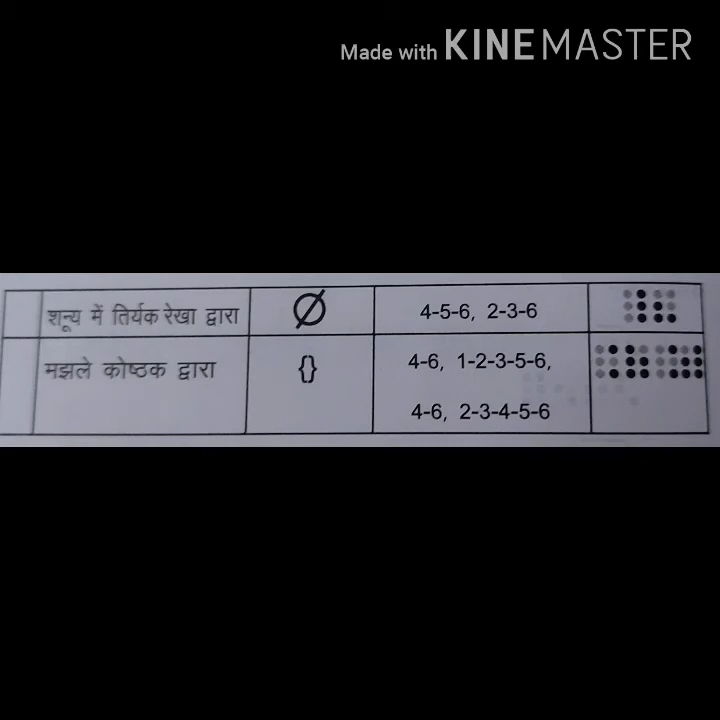 Made with KINEMASTER
शून्य में तिर्यक रेखा द्वारा ∅ 4-5-6, 2-3-6
मझले कोष्ठक द्वारा {} 4-6, 1-2-3-5-6,
4-6, 2-3-4-5-6